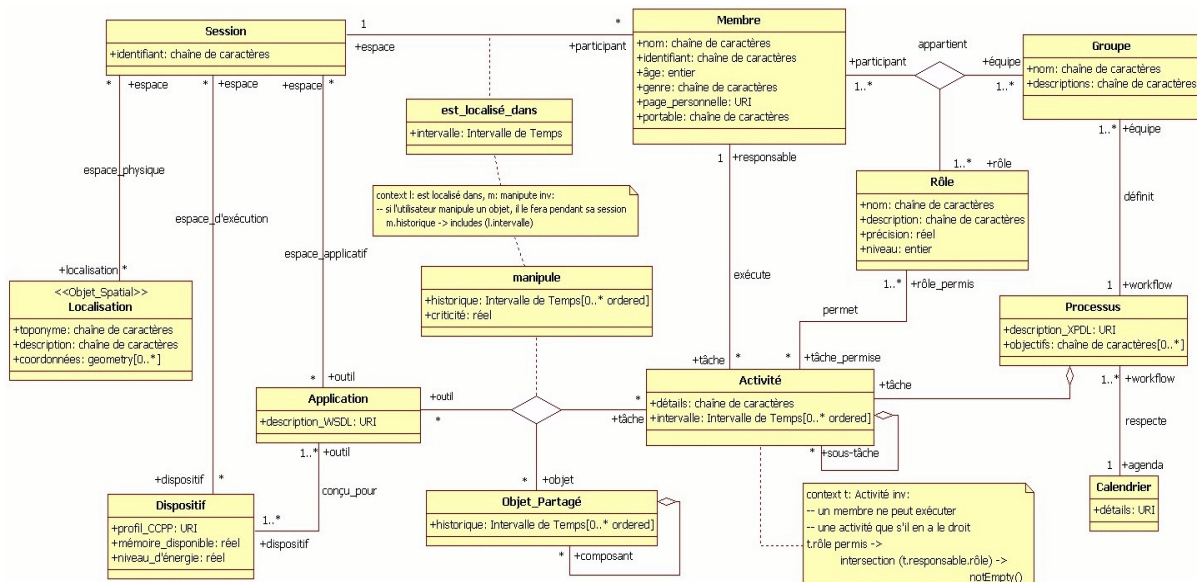 Session
+identifiant: chaîne de caractères
1
+espace
*
+participant
Membre
+nom: chaîne de caractères
+identifiant: chaîne de caractères
+âge: entier
+genre: chaîne de caractères
+page_personnelle: URI
+portable: chaîne de caractères
+participant
1..*
appartient
+équipe
1..*
Groupe
+nom: chaîne de caractères
+descriptions: chaîne de caractères
*
+espace
*
+espace
*
+espace
est_localisé_dans
+intervalle: Intervalle de Temps
1
+responsable
1..*
+rôle
1..*
+équipe
espace_physique
espace_d'exécution
espace_applicatif
context l: est localisé dans, m: manipute inv:
-- si l'utilisateur manipule un objet, il le fera pendant sa session
m.historique -> includes (l.intervalle)
Rôle
+nom: chaîne de caractères
+description: chaîne de caractères
+précision: réel
+niveau: entier
définit
+localisation
*
<<Objet_Spatial>>
Localisation
+toponyme: chaîne de caractères
+description: chaîne de caractères
+coordonnées: geometry[0..*]
manipule
+historique: Intervalle de Temps[0..* ordered]
+criticité: réel
exécute
1..*
+rôle_permis
permet
1
+workflow
Processus
+description_XPDL: URI
+objectifs: chaîne de caractères[0..*]
*
+outil
Application
+description_WSDL: URI
+outil
*
+tâche
*
*
+tâche_permise
*
+tâche
Activité
+détails: chaîne de caractères
+intervalle: Intervalle de Temps[0..* ordered]
+tâche
1..*
+workflow
respecte
1..*
+outil
conçu_pour
*
+objet
*
+sous-tâche
1
+agenda
Calendrier
+détails: URI
+dispositif
*
Dispositif
+profil_CCPP: URI
+mémoire_disponible: réel
+niveau_d'énergie: réel
1..*
+dispositif
Objet_Partagé
+historique: Intervalle de Temps[0..* ordered]
*
+composant
context t: Activité inv:
-- un membre ne peut exécuter
-- une activité que s'il en a le droit
t.rôle permis ->
intersection (t.responsable.rôle) ->
notEmpty()